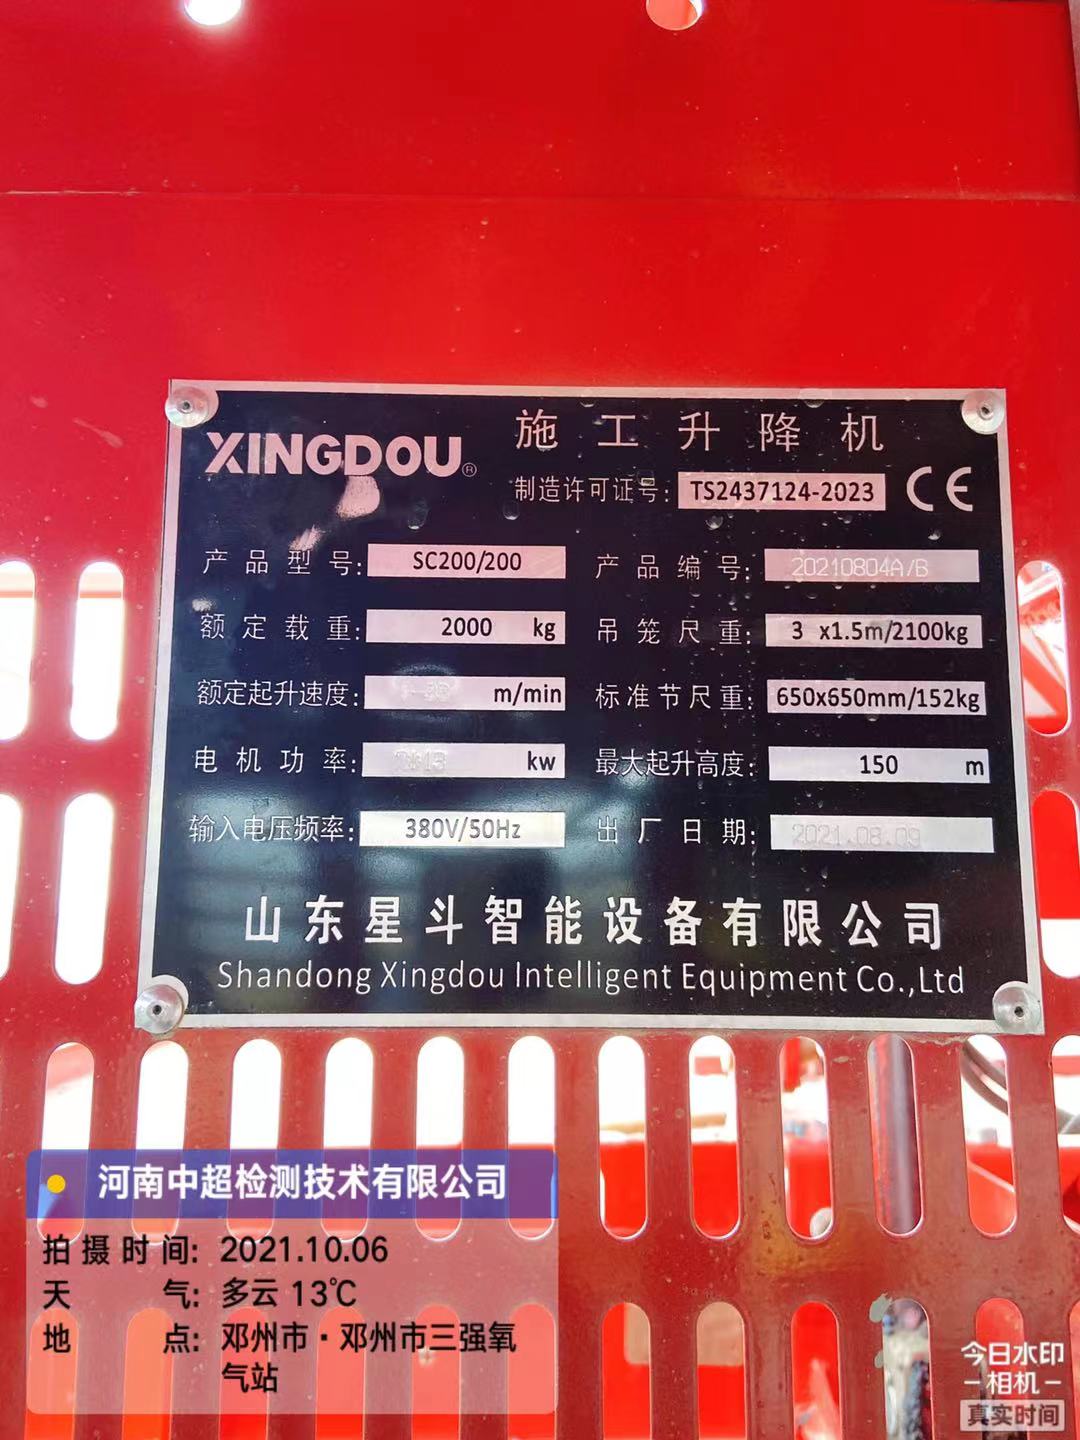 XINGDOU®
施工升降机
制造许可证号: TS2437124-2023 CE
产品型号: SC200/200
产品编号: 20210804A/B
额定载重: 2000 kg
吊笼尺重: 3 x1.5m/2100kg
额定起升速度: m/min
标准节尺重: 650x650mm/152kg
电机功率: kw
最大起升高度: 150 m
输入电压频率: 380V/50Hz
出厂日期: 2021.08.09
山东星斗智能设备有限公司
Shandong Xingdou Intelligent Equipment Co.,Ltd
河南中超检测技术有限公司
拍摄时间: 2021.10.06
天气: 多云 13℃
地点: 邓州市·邓州市三强氧
气站
今日水印
-相机-
真实时间